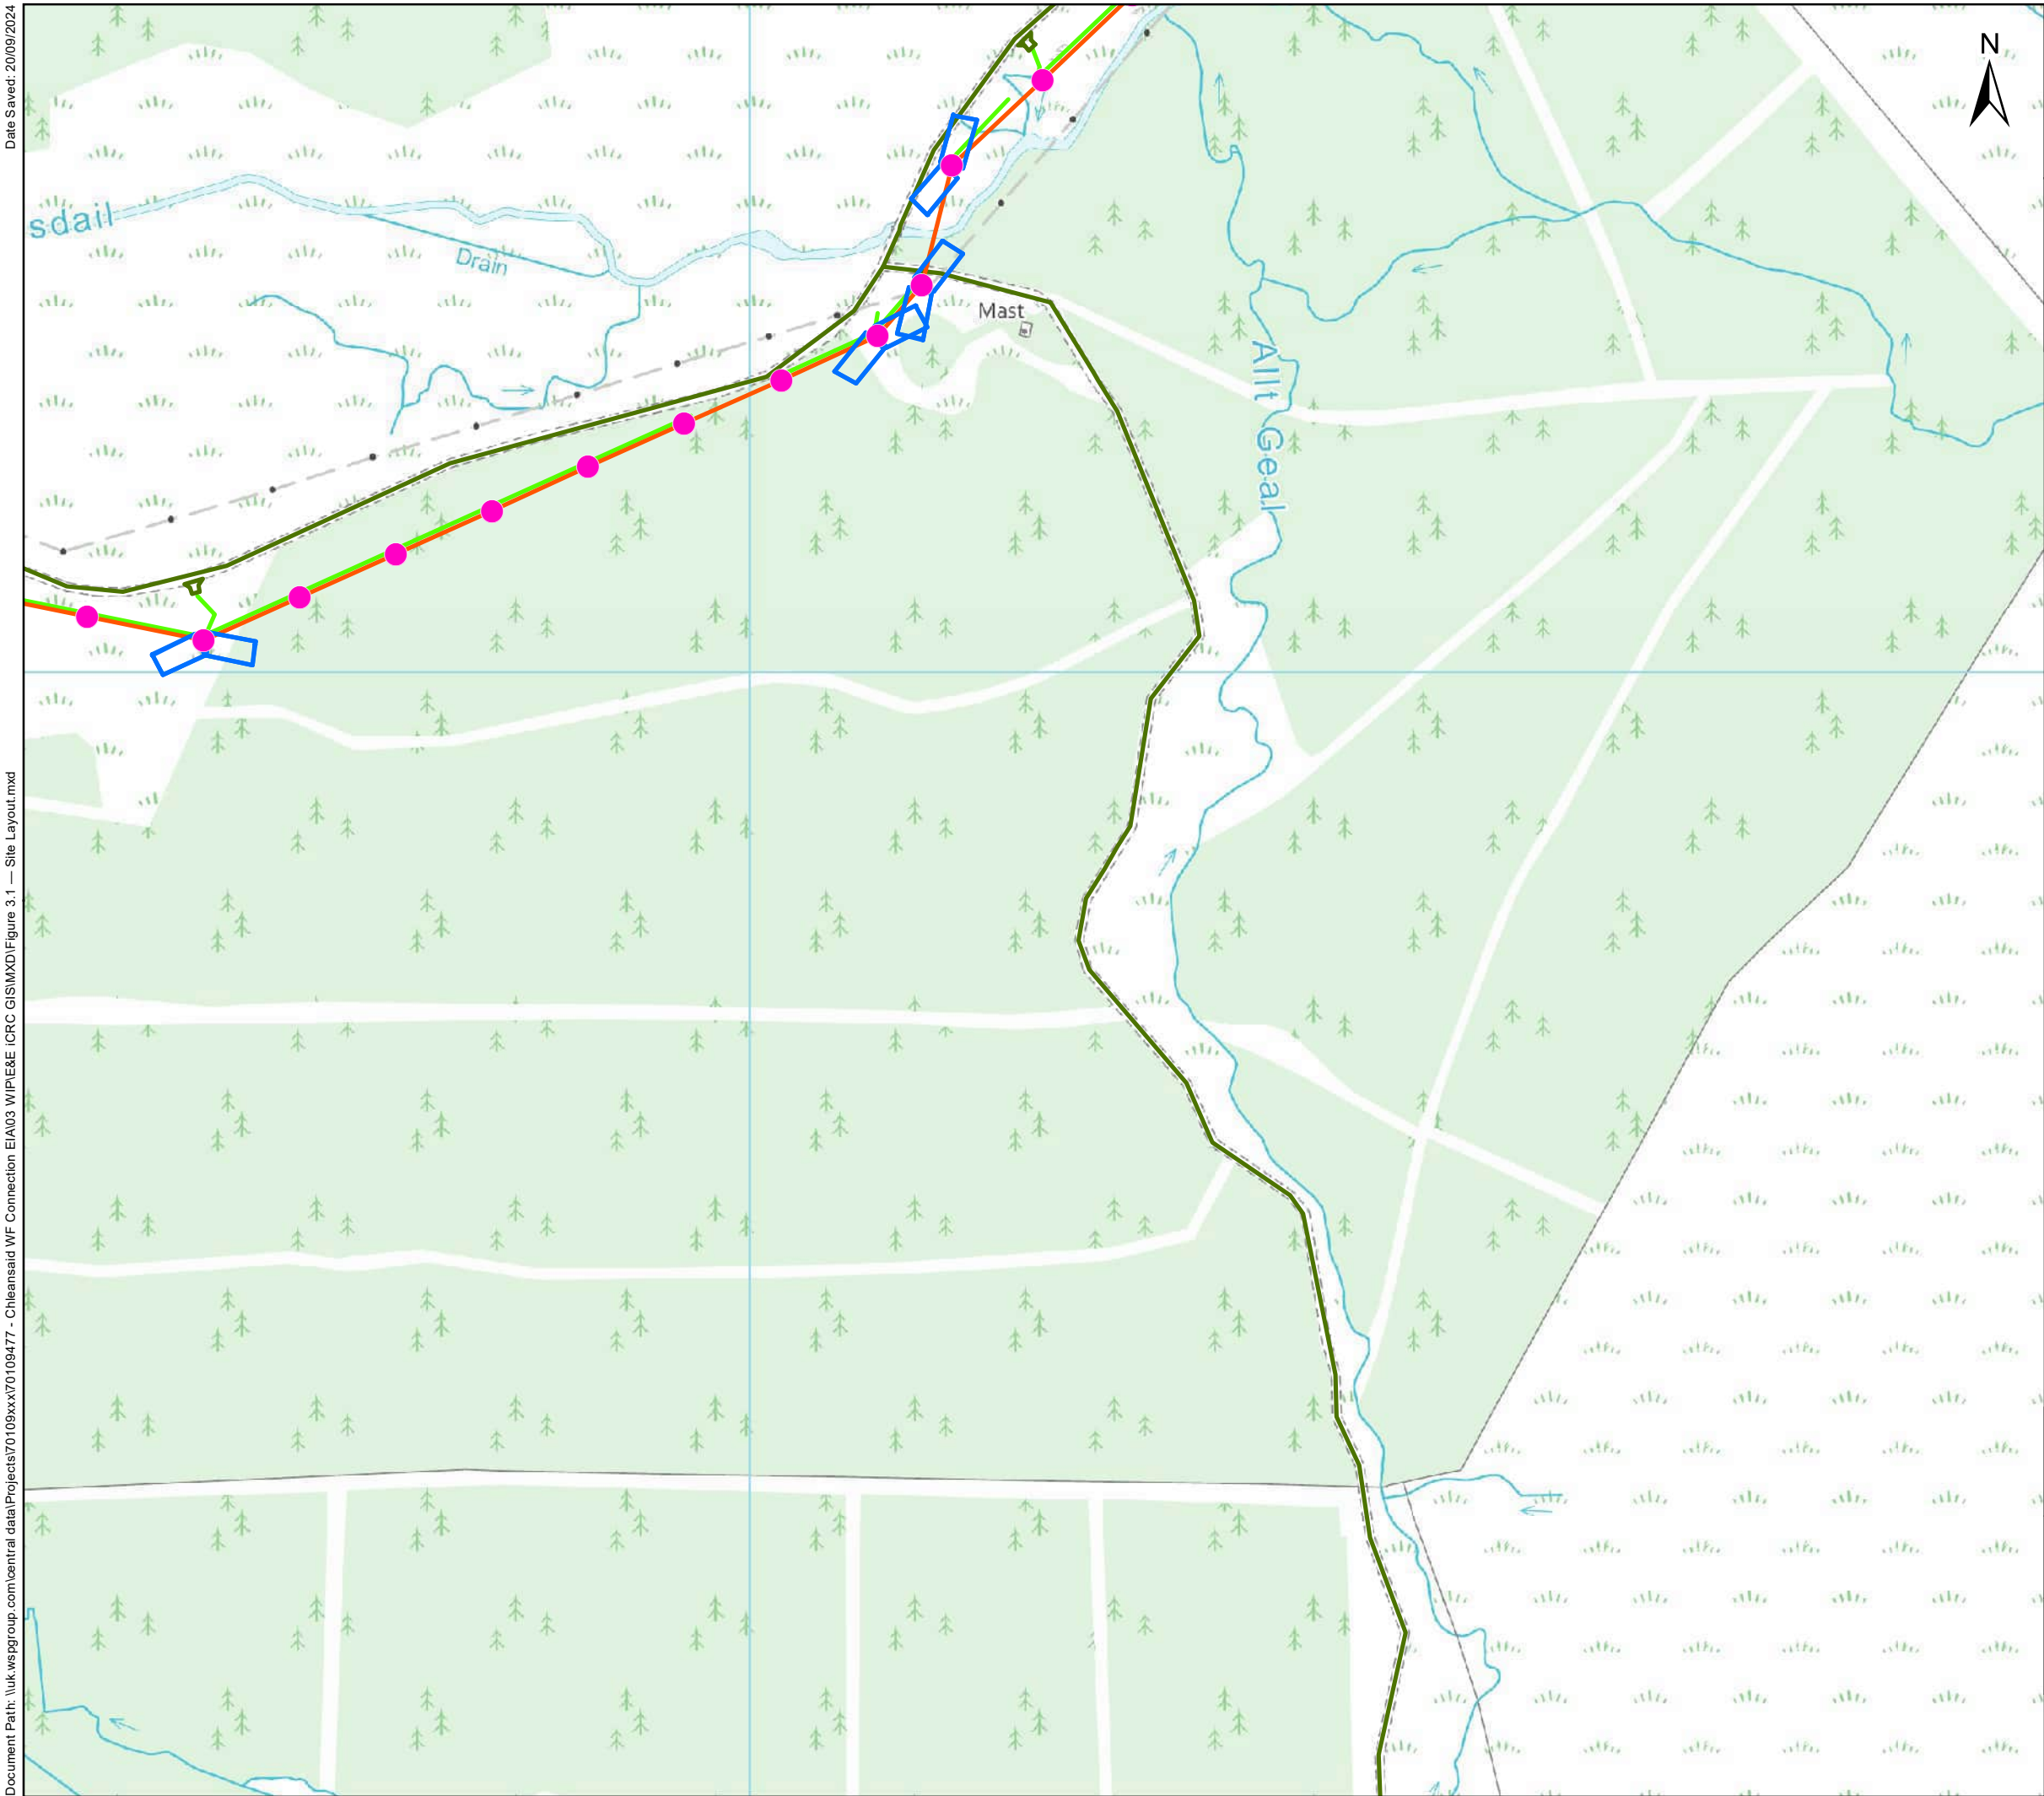 Date Saved: 20/09/2024
N
sdail
Drain
Mast
Allt Geal
Document Path: \\uk.wspgroup.com\central data\Projects\70109xxx\70109477 - Chleansaid WF Connection EIA\03 WIP\E&E iCRC GIS\MXD\Figure 3.1 — Site Layout.mxd